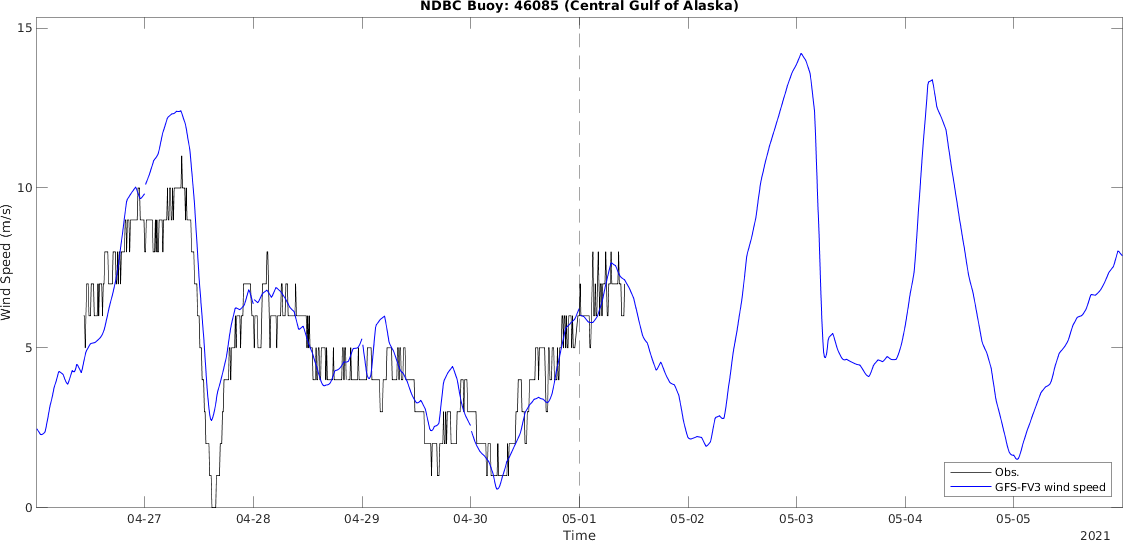 NDBC Buoy: 46085 (Central Gulf of Alaska)
15
10
5
0
Wind Speed (m/s)
Obs.
GFS-FV3 wind speed
04-27 04-28 04-29 04-30 05-01 05-02 05-03 05-04 05-05
Time
2021